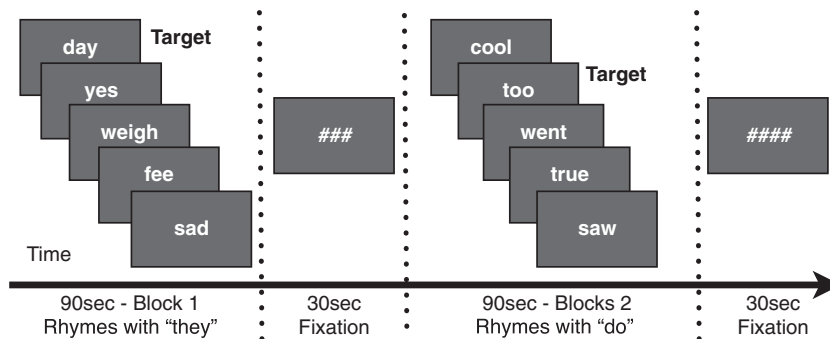 day
Target
yes
weigh
fee
sad
###
cool
Target
too
went
true
saw
####
Time
90sec - Block 1
Rhymes with “they”
30sec
Fixation
90sec - Blocks 2
Rhymes with “do”
30sec
Fixation